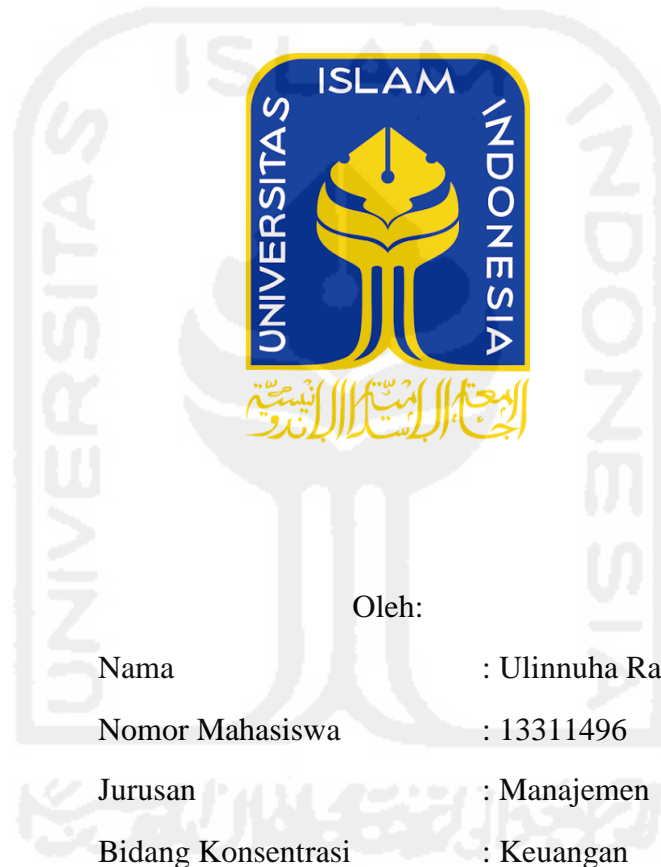 UNIVERSITAS
ISLAM
INDONESIA
الجامعة الإسلامية الإندونيسية
Oleh:
Nama : Ulinnuha Ra
Nomor Mahasiswa : 13311496
Jurusan : Manajemen
Bidang Konsentrasi : Keuangan